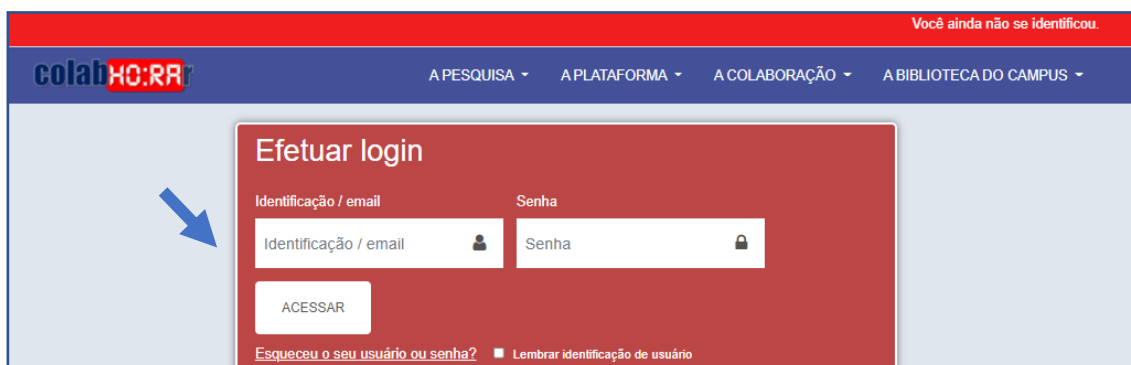 Você ainda não se identificou.
colabHO:RAr A PESQUISA A PLATAFORMA A COLABORAÇÃO A BIBLIOTECA DO CAMPUS
Efetuar login
Identificação / email Senha
Identificação / email Senha
ACESSAR
Esqueceu o seu usuário ou senha? Lembrar identificação de usuário